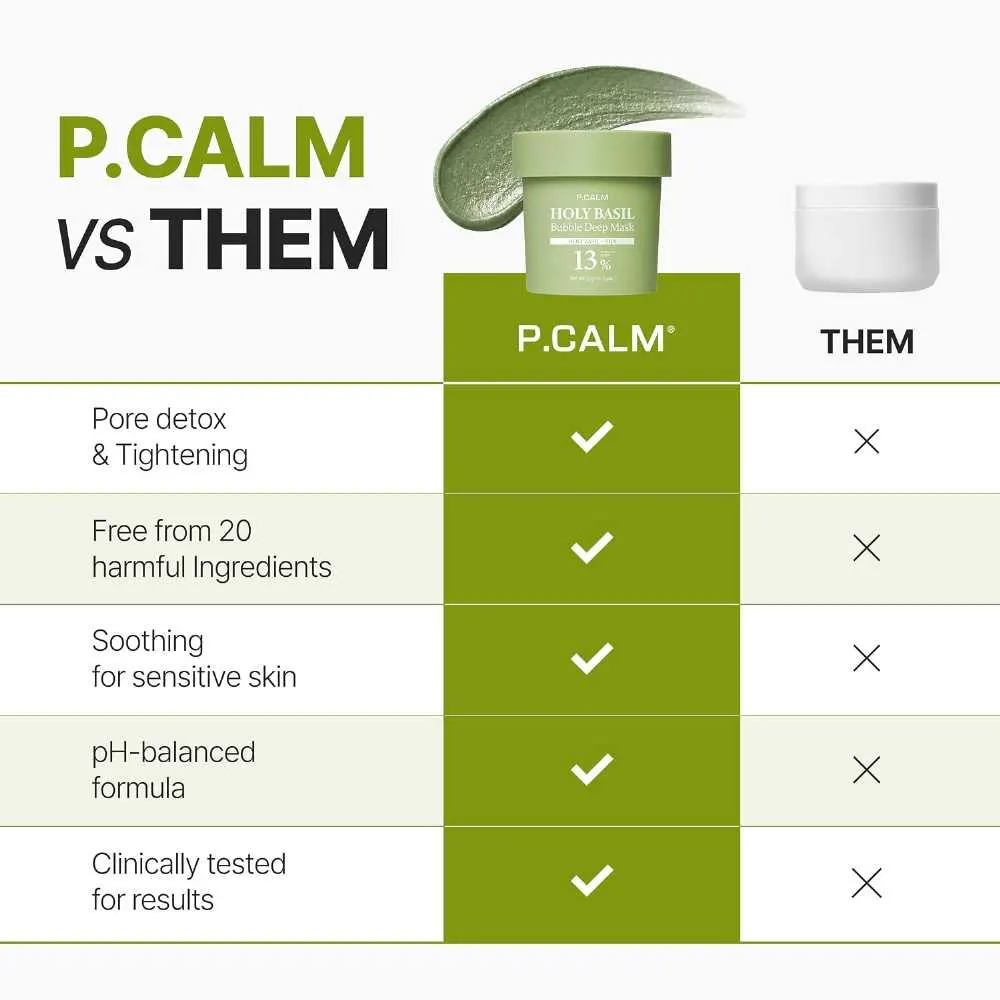 P.CALM
VS THEM
P.CALM
HOLY BASIL
Bubble Deep Mask
13 %
P.CALM®
THEM
Pore detox
& Tightening
Free from 20
harmful Ingredients
Soothing
for sensitive skin
pH-balanced
formula
Clinically tested
for results